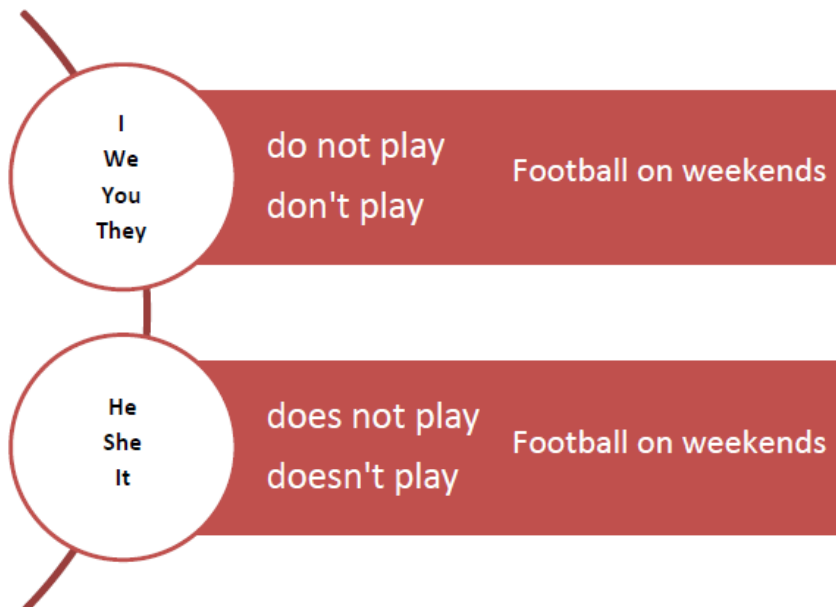 I
We
You
They
do not play
don't play
Football on weekends
He
She
It
does not play
doesn't play
Football on weekends